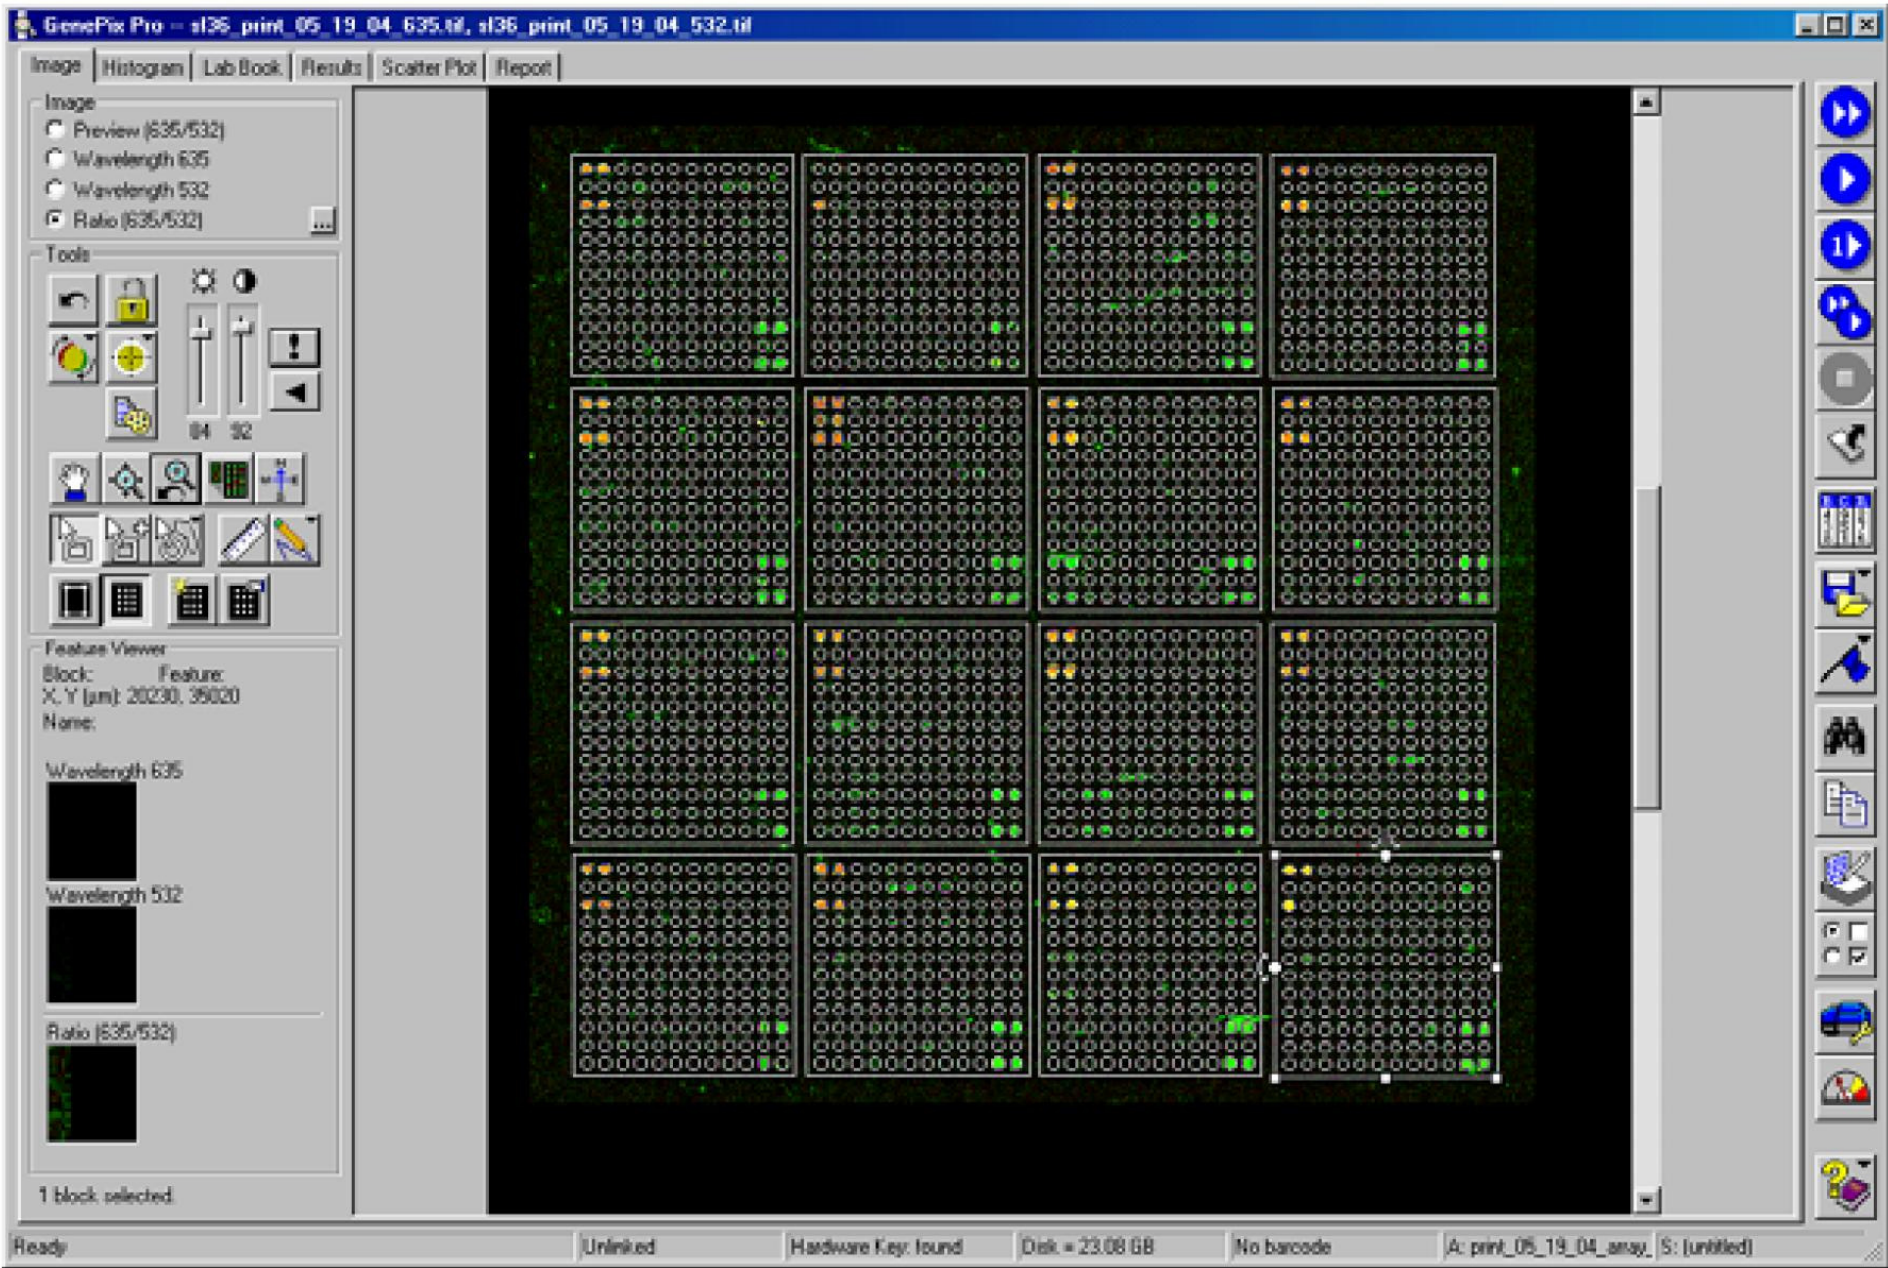 GenePix Pro -- sl36_print_05_19_04_635.tif, sl36_print_05_19_04_532.tif
Image Histogram Lab Book Results Scatter Plot Report
Image
Preview (635/532)
Wavelength 635
Wavelength 532
Ratio (635/532)
...
Tools
84 92
Feature Viewer
Block: Feature:
X, Y (µm): 20230, 35020
Name:
Wavelength 635
Wavelength 532
Ratio (635/532)
1 block selected.
Ready Unlinked Hardware Key: found Disk = 23.08 GB No barcode A: print_05_19_04_array_ S: (untitled)